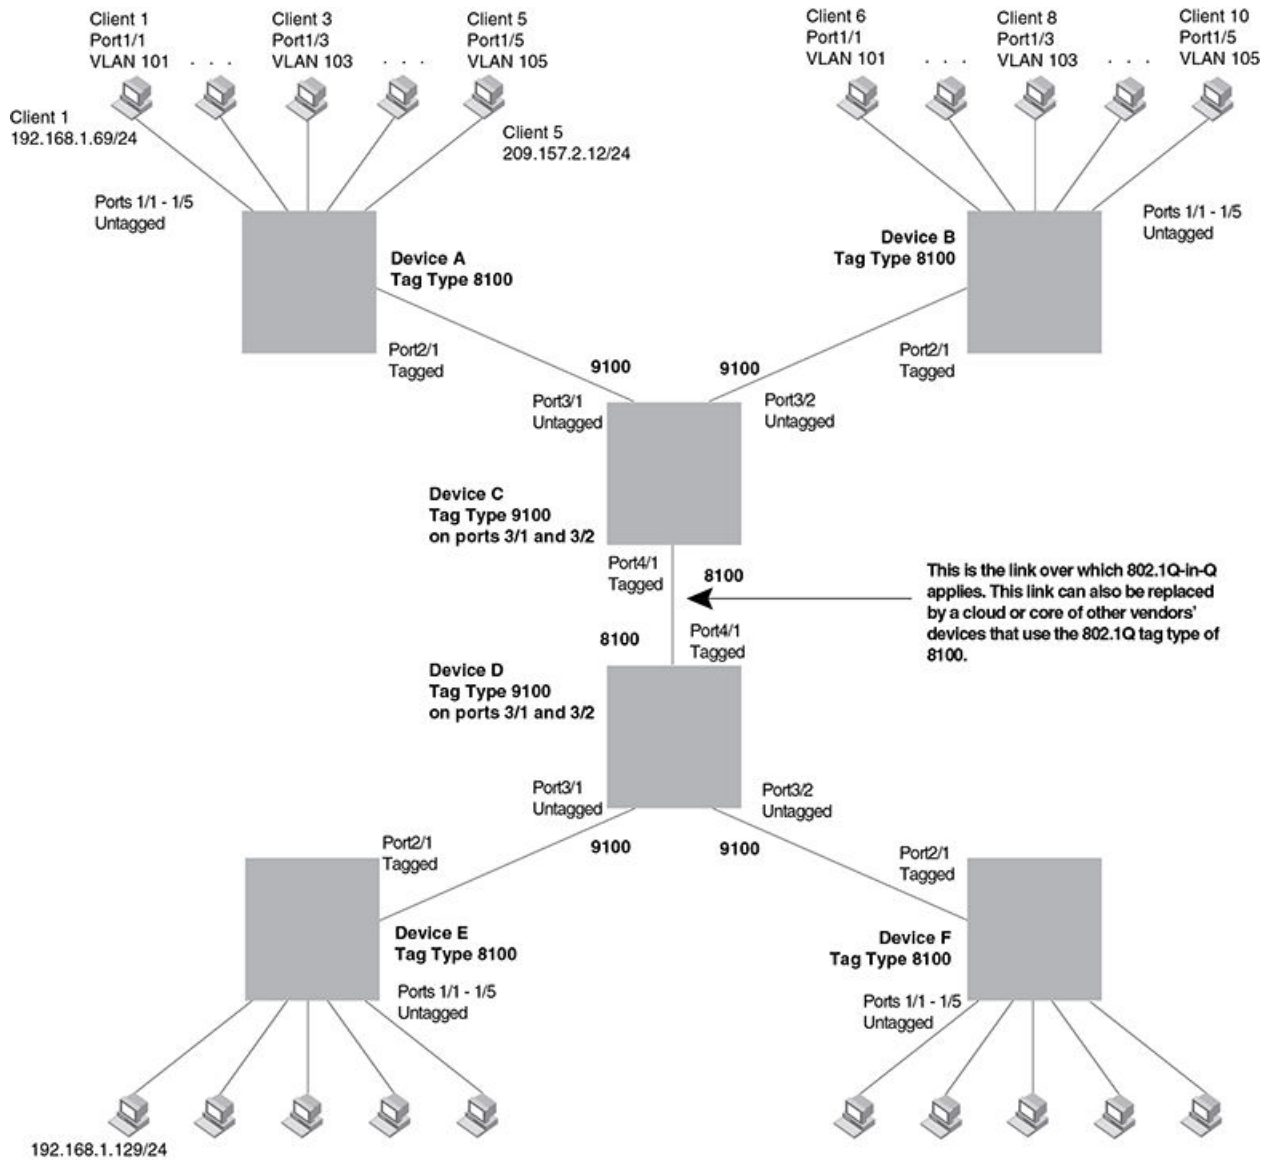 Client 1
Port1/1
VLAN 101
. . .
Client 3
Port1/3
VLAN 103
. . .
Client 5
Port1/5
VLAN 105
Client 6
Port1/1
VLAN 101
. . .
Client 8
Port1/3
VLAN 103
. . .
Client 10
Port1/5
VLAN 105
Client 1
192.168.1.69/24
Client 5
209.157.2.12/24
Ports 1/1 - 1/5
Untagged
Ports 1/1 - 1/5
Untagged
Device A
Tag Type 8100
Device B
Tag Type 8100
Port2/1
Tagged
9100
9100
Port2/1
Tagged
Port3/1
Untagged
Port3/2
Untagged
Device C
Tag Type 9100
on ports 3/1 and 3/2
Port4/1
Tagged
8100
This is the link over which 802.1Q-in-Q
applies. This link can also be replaced
by a cloud or core of other vendors'
devices that use the 802.1Q tag type of
8100.
8100
Port4/1
Tagged
Device D
Tag Type 9100
on ports 3/1 and 3/2
Port3/1
Untagged
Port3/2
Untagged
Port2/1
Tagged
9100
9100
Port2/1
Tagged
Device E
Tag Type 8100
Device F
Tag Type 8100
Ports 1/1 - 1/5
Untagged
Ports 1/1 - 1/5
Untagged
192.168.1.129/24